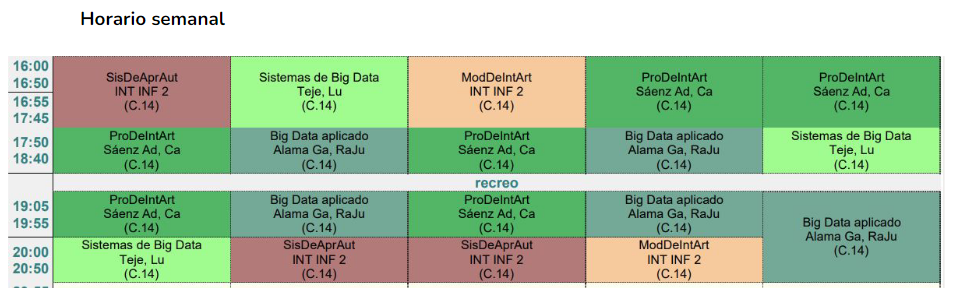 Horario semanal
16:00
16:50
16:55
17:45
SisDeAprAut
INT INF 2
(C.14)
Sistemas de Big Data
Teje, Lu
(C.14)
ModDeIntArt
INT INF 2
(C.14)
ProDeIntArt
Sáenz Ad, Ca
(C.14)
ProDeIntArt
Sáenz Ad, Ca
(C.14)
17:50
18:40
ProDeIntArt
Sáenz Ad, Ca
(C.14)
Big Data aplicado
Alama Ga, RaJu
(C.14)
ProDeIntArt
Sáenz Ad, Ca
(C.14)
Big Data aplicado
Alama Ga, RaJu
(C.14)
Sistemas de Big Data
Teje, Lu
(C.14)
recreo
19:05
19:55
ProDeIntArt
Sáenz Ad, Ca
(C.14)
Big Data aplicado
Alama Ga, RaJu
(C.14)
ProDeIntArt
Sáenz Ad, Ca
(C.14)
Big Data aplicado
Alama Ga, RaJu
(C.14)
Big Data aplicado
Alama Ga, RaJu
(C.14)
20:00
20:50
Sistemas de Big Data
Teje, Lu
(C.14)
SisDeAprAut
INT INF 2
(C.14)
SisDeAprAut
INT INF 2
(C.14)
ModDeIntArt
INT INF 2
(C.14)